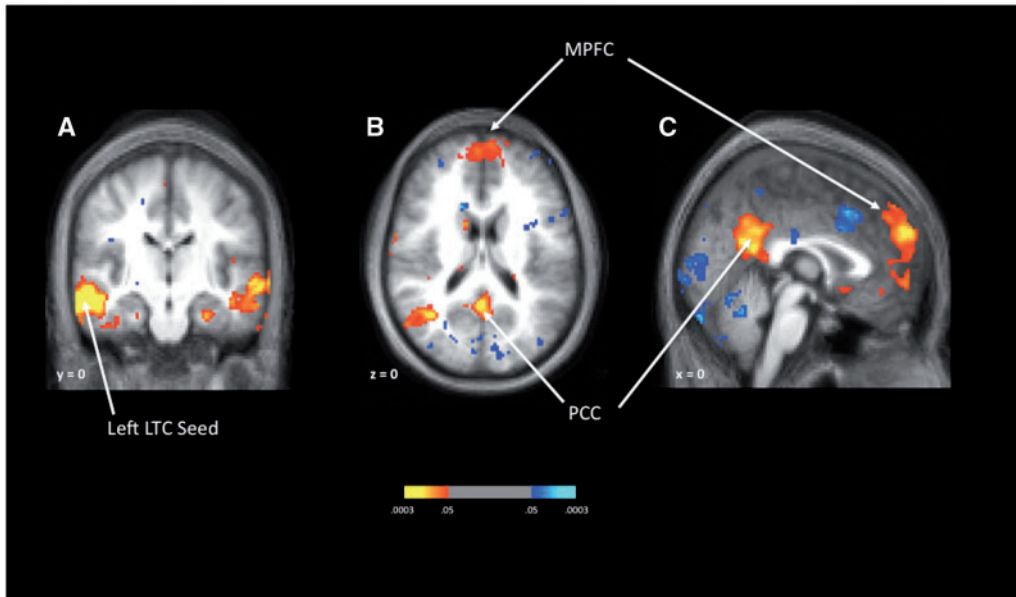 MPFC
A
B
C
y = 0
z = 0
x = 0
Left LTC Seed
PCC
.0003 .05 .05 .0003